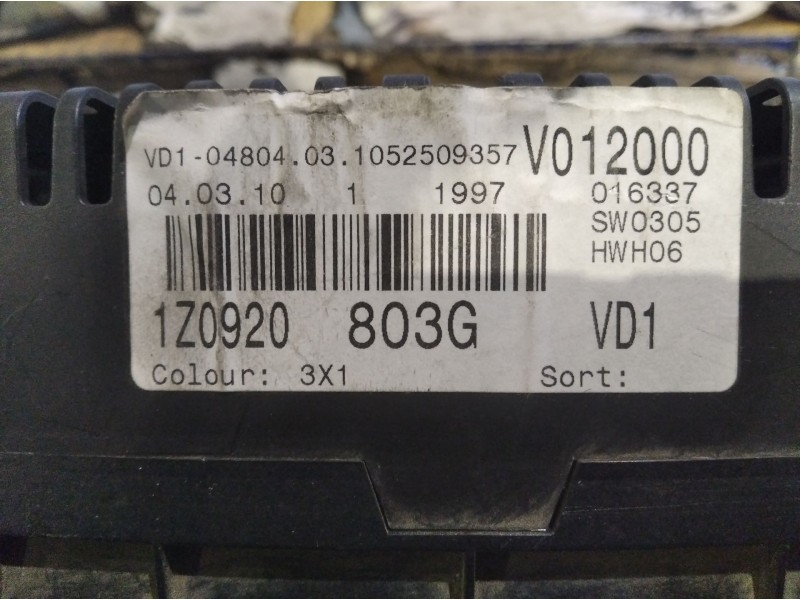 VD1-04804.03.1052509357 V012000
04.03.10 1 1997 016337
SW0305
HWH06
1Z0920 803G VD1
Colour: 3X1 Sort: